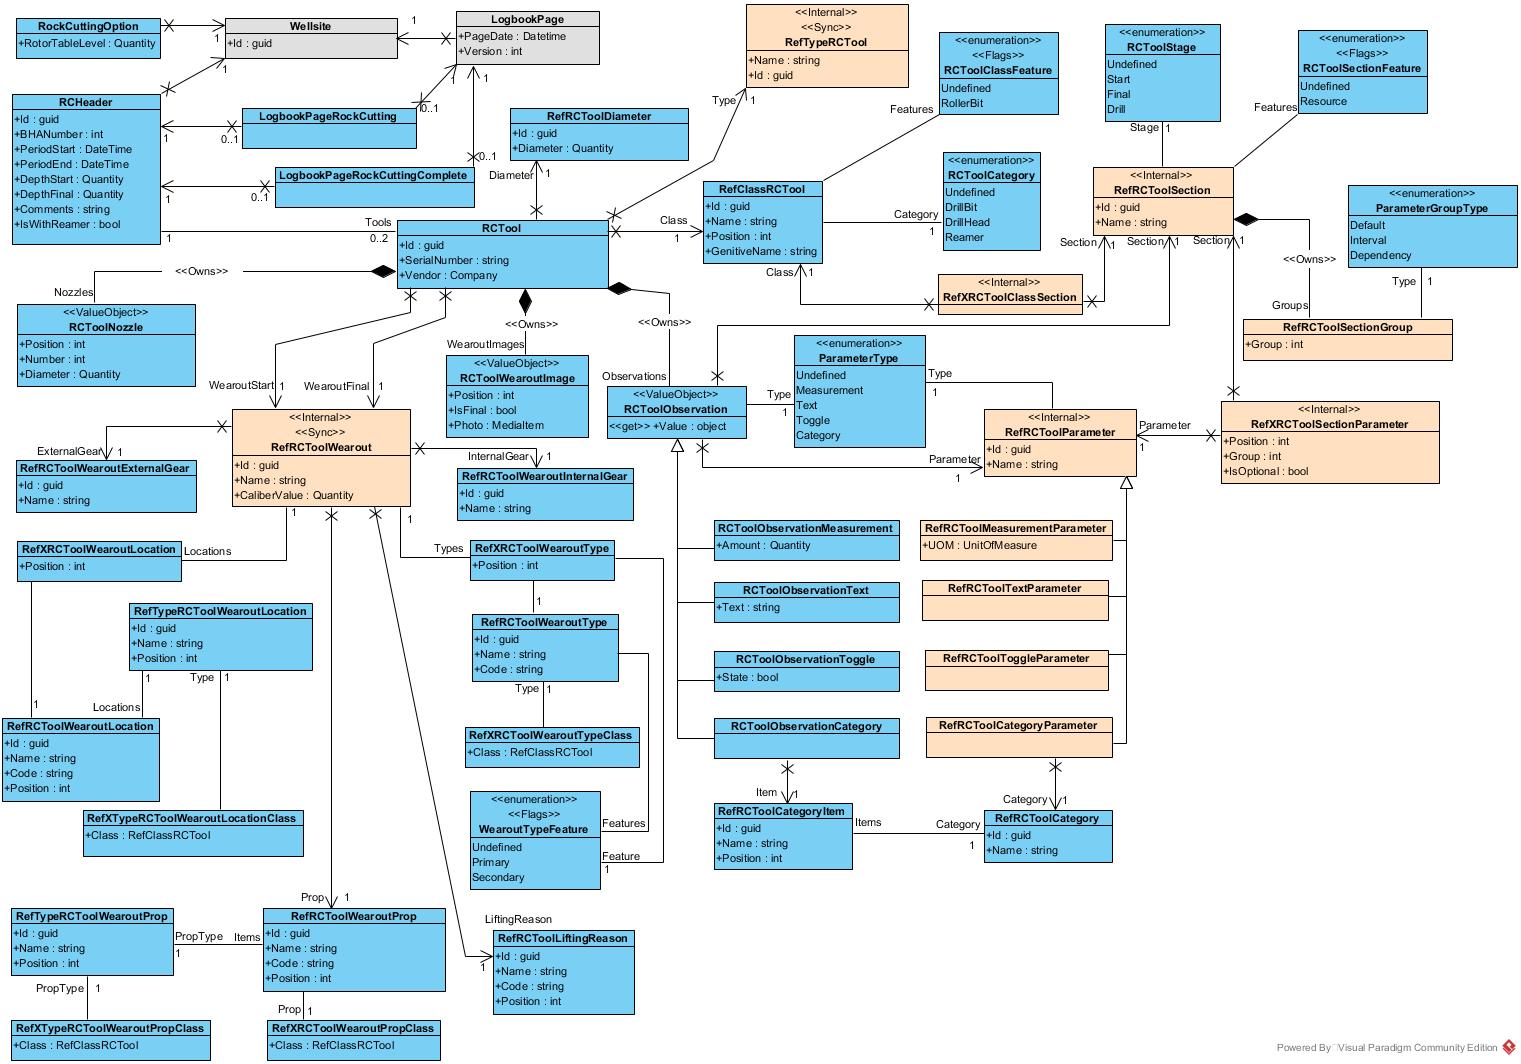 RockCuttingOption
+RotorTableLevel : Quantity
1
Wellsite
+Id : guid
1
1
LogbookPage
+PageDate : Datetime
+Version : int
1
1
<<Internal>>
<<Sync>>
RefTypeRCTool
+Name : string
+Id : guid
Type
1
<<enumeration>>
<<Flags>>
RCToolClassFeature
Undefined
RollerBit
Features
<<enumeration>>
RCToolStage
Undefined
Start
Final
Drill
Stage
1
<<enumeration>>
<<Flags>>
RCToolSectionFeature
Undefined
Resource
Features
RCHeader
+Id : guid
+BHANumber : int
+PeriodStart : DateTime
+PeriodEnd : DateTime
+DepthStart : Quantity
+DepthFinal : Quantity
+Comments : string
+IsWithReamer : bool
1
0..1
LogbookPageRockCutting
0..1
1
0..1
LogbookPageRockCuttingComplete
0..1
1
Tools
0..2
RefRCToolDiameter
+Id : guid
+Diameter : Quantity
Diameter
1
<<enumeration>>
RCToolCategory
Undefined
DrillBit
DrillHead
Reamer
Category
1
RefClassRCTool
+Id : guid
+Name : string
+Position : int
+GenitiveName : string
Class
1
Class
1
<<Internal>>
RefRCToolSection
+Id : guid
+Name : string
Section
1
Section
1
Section
1
<<enumeration>>
ParameterGroupType
Default
Interval
Dependency
Type
1
<<Owns>>
Groups
RefRCToolSectionGroup
+Group : int
<<Internal>>
RefXRCToolClassSection
RCTool
+Id : guid
+SerialNumber : string
+Vendor : Company
<<Owns>>
Nozzles
<<ValueObject>>
RCToolNozzle
+Position : int
+Number : int
+Diameter : Quantity
WearoutStart
1
WearoutFinal
1
<<Owns>>
WearoutImages
<<ValueObject>>
RCToolWearoutImage
+Position : int
+IsFinal : bool
+Photo : MediaItem
<<Owns>>
Observations
<<ValueObject>>
RCToolObservation
<<get>> +Value : object
<<enumeration>>
ParameterType
Undefined
Measurement
Text
Toggle
Category
Type
1
Type
1
<<Internal>>
RefRCToolParameter
+Id : guid
+Name : string
Parameter
1
Parameter
1
<<Internal>>
RefXRCToolSectionParameter
+Position : int
+Group : int
+IsOptional : bool
<<Internal>>
<<Sync>>
RefRCToolWearout
+Id : guid
+Name : string
+CaliberValue : Quantity
ExternalGear
1
RefRCToolWearoutExternalGear
+Id : guid
+Name : string
InternalGear
1
RefRCToolWearoutInternalGear
+Id : guid
+Name : string
1
Locations
RefXRCToolWearoutLocation
+Position : int
1
Types
RefXRCToolWearoutType
+Position : int
1
RefTypeRCToolWearoutLocation
+Id : guid
+Name : string
+Position : int
1
Locations
Type
1
1
RefRCToolWearoutLocation
+Id : guid
+Name : string
+Code : string
+Position : int
RefXTypeRCToolWearoutLocationClass
+Class : RefClassRCTool
RefRCToolWearoutType
+Id : guid
+Name : string
+Code : string
Type
1
RefXRCToolWearoutTypeClass
+Class : RefClassRCTool
<<enumeration>>
<<Flags>>
WearoutTypeFeature
Undefined
Primary
Secondary
Features
Feature
1
RCToolObservationMeasurement
+Amount : Quantity
RCToolObservationText
+Text : string
RCToolObservationToggle
+State : bool
RCToolObservationCategory
RefRCToolMeasurementParameter
+UOM : UnitOfMeasure
RefRCToolTextParameter
RefRCToolToggleParameter
RefRCToolCategoryParameter
Item
1
RefRCToolCategoryItem
+Id : guid
+Name : string
+Position : int
Items
Category
1
Category
1
RefRCToolCategory
+Id : guid
+Name : string
Prop
1
RefTypeRCToolWearoutProp
+Id : guid
+Name : string
+Position : int
PropType
1
Items
RefRCToolWearoutProp
+Id : guid
+Name : string
+Code : string
+Position : int
LiftingReason
1
RefRCToolLiftingReason
+Id : guid
+Name : string
+Code : string
+Position : int
PropType
1
RefXTypeRCToolWearoutPropClass
+Class : RefClassRCTool
Prop
1
RefXRCToolWearoutPropClass
+Class : RefClassRCTool
Powered By Visual Paradigm Community Edition